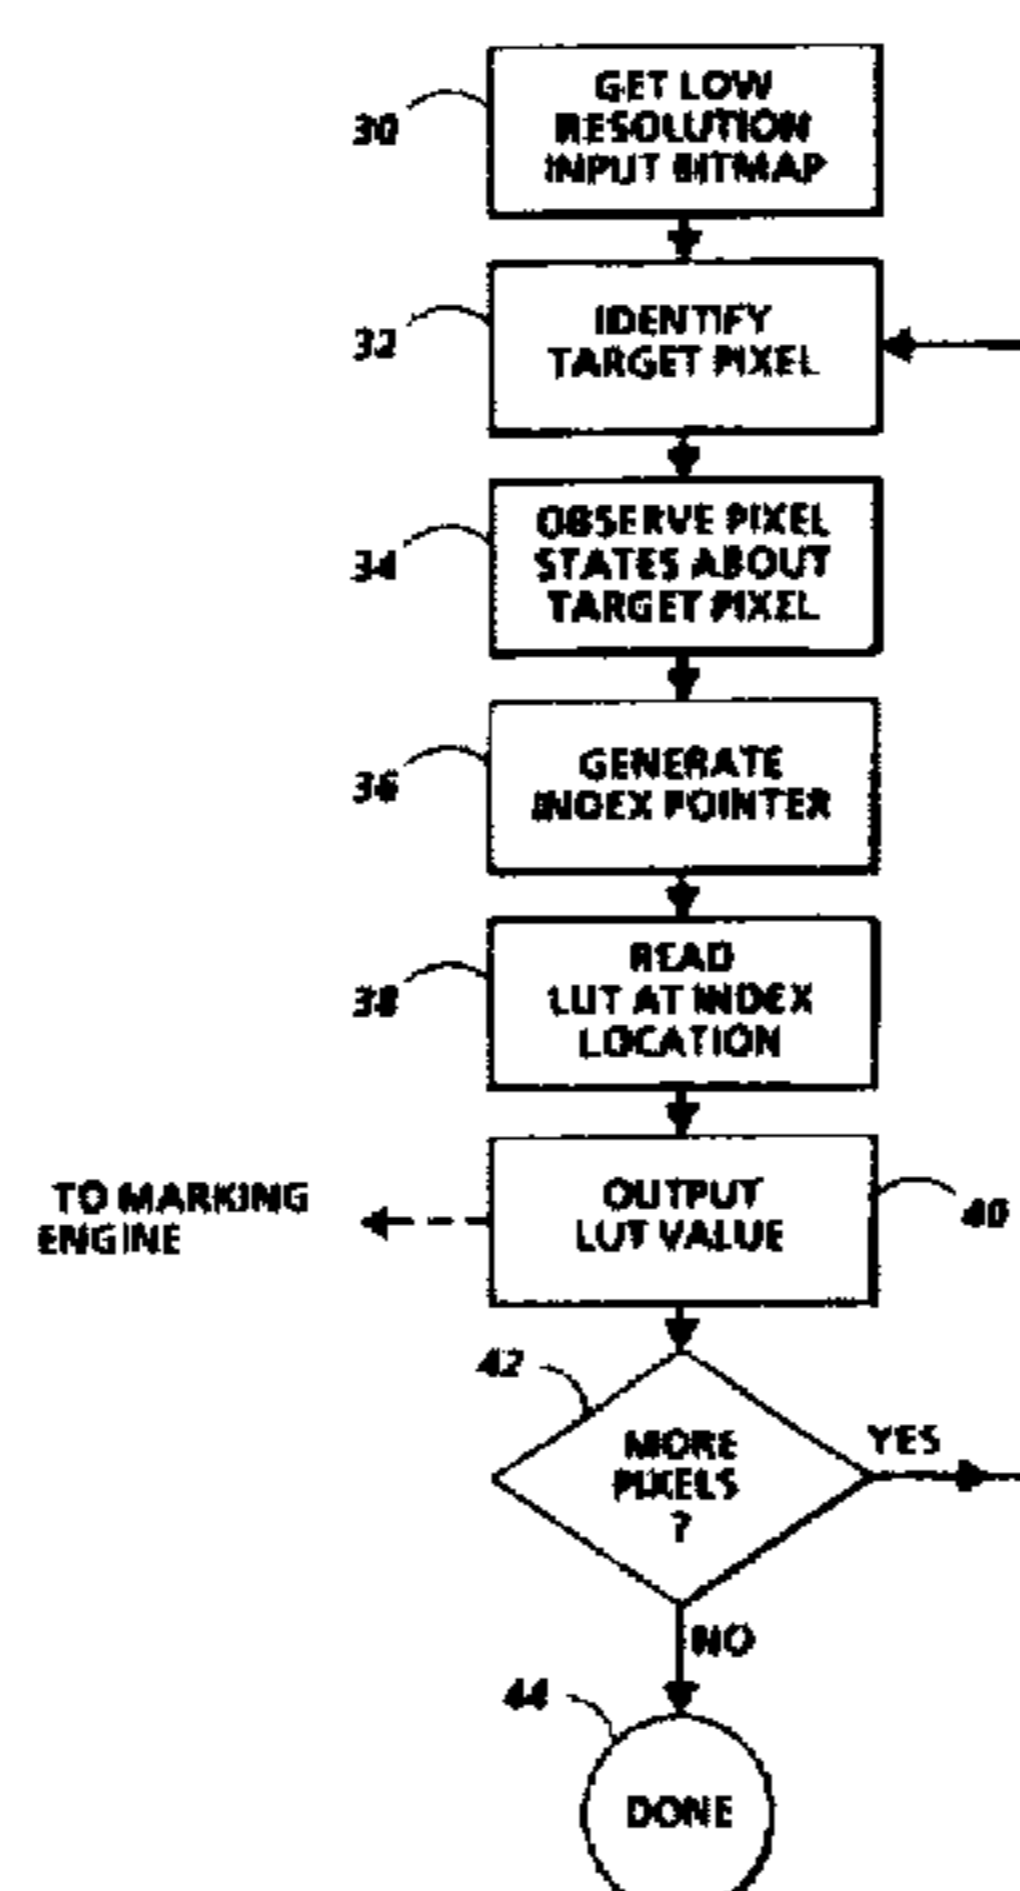 30
GET LOW
RESOLUTION
INPUT BITMAP
32
IDENTIFY
TARGET PIXEL
34
OBSERVE PIXEL
STATES ABOUT
TARGET PIXEL
36
GENERATE
INDEX POINTER
38
READ
LUT AT INDEX
LOCATION
TO MARKING
ENGINE
OUTPUT
LUT VALUE
40
42
MORE
PIXELS
?
YES
NO
44
DONE